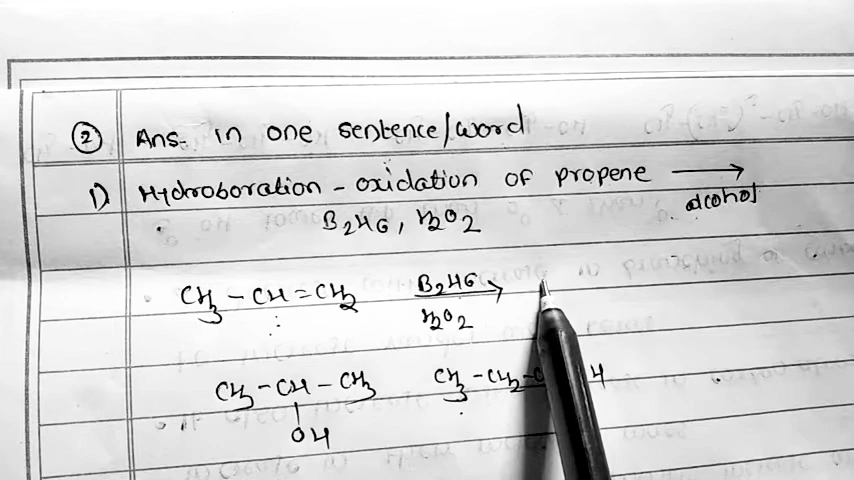 ② Ans. in one sentence/word
1) Hydroboration - oxidation of propene ⟶
alcohol
B2H6, H2O2
CH3 - CH = CH2 B2H6 ⟶
H2O2
CH3 - CH - CH3 CH3 - CH2 -
OH